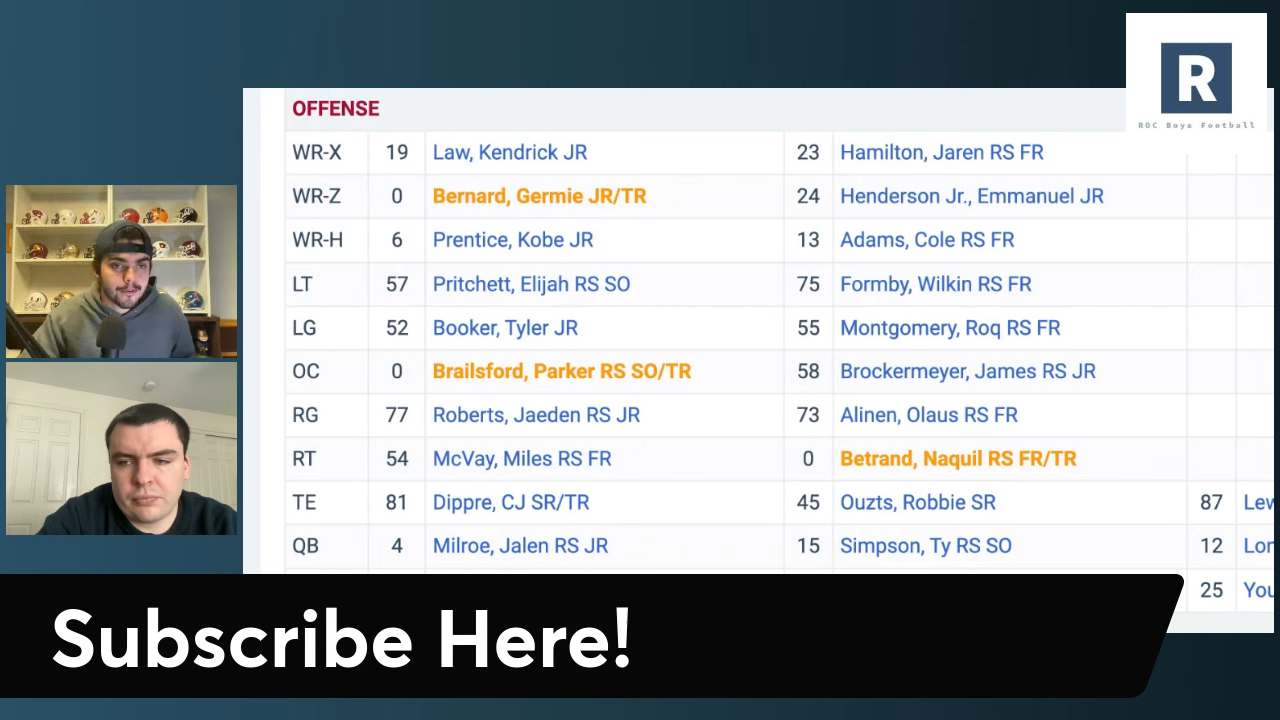 R
ROC Boys Football
OFFENSE
WR-X 19 Law, Kendrick JR 23 Hamilton, Jaren RS FR
WR-Z 0 Bernard, Germie JR/TR 24 Henderson Jr., Emmanuel JR
WR-H 6 Prentice, Kobe JR 13 Adams, Cole RS FR
LT 57 Pritchett, Elijah RS SO 75 Formby, Wilkin RS FR
LG 52 Booker, Tyler JR 55 Montgomery, Roq RS FR
OC 0 Brailsford, Parker RS SO/TR 58 Brockermeyer, James RS JR
RG 77 Roberts, Jaeden RS JR 73 Alinen, Olaus RS FR
RT 54 McVay, Miles RS FR 0 Betrand, Naquil RS FR/TR
TE 81 Dippre, CJ SR/TR 45 Ouzts, Robbie SR 87 Lew
QB 4 Milroe, Jalen RS JR 15 Simpson, Ty RS SO 12 Lon
25 You
Subscribe Here!